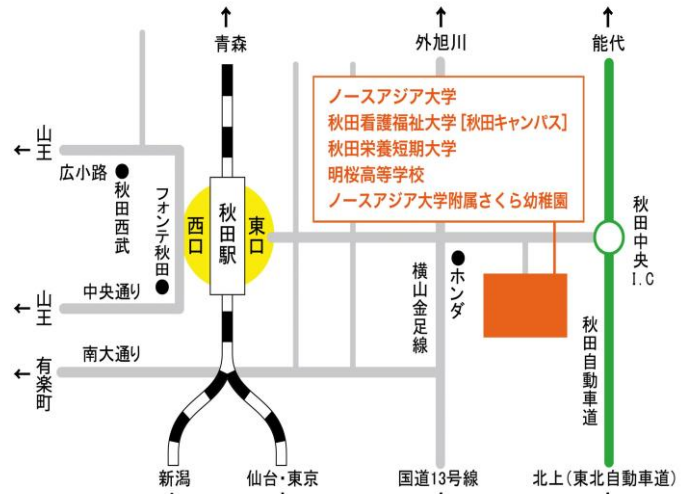 青森
外旭川
能代
ノースアジア大学
秋田看護福祉大学[秋田キャンパス]
秋田栄養短期大学
明桜高等学校
ノースアジア大学附属さくら幼稚園
山王
広小路
秋田西武
フォンテ秋田
西口
秋田駅
東口
秋田中央I.C
ホンダ
横山金足線
中央通り
山王
秋田自動車道
南大通り
有楽町
新潟
仙台・東京
国道13号線
北上(東北自動車道)